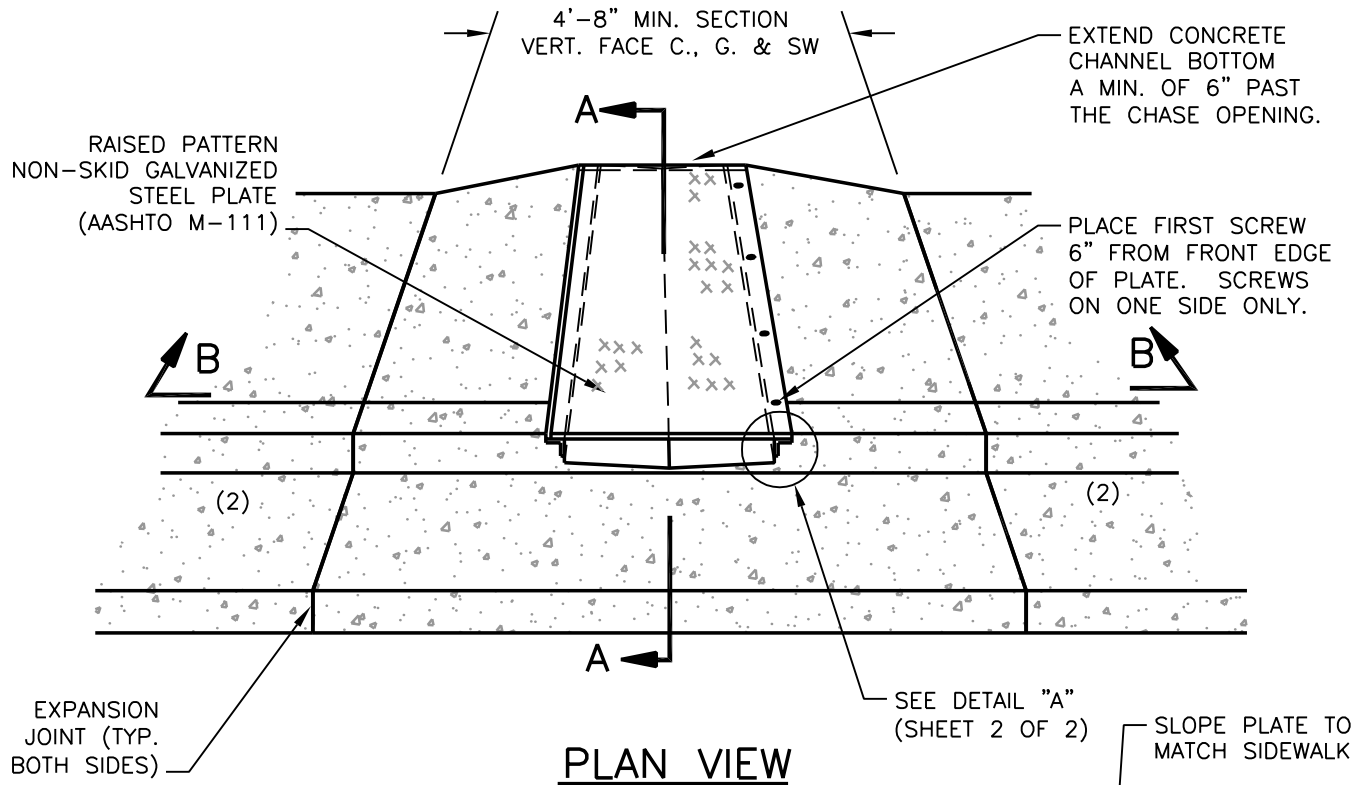 4'-8" MIN. SECTION
VERT. FACE C., G. & SW
EXTEND CONCRETE
CHANNEL BOTTOM
A MIN. OF 6" PAST
THE CHASE OPENING.
A
RAISED PATTERN
NON-SKID GALVANIZED
STEEL PLATE
(AASHTO M-111)
PLACE FIRST SCREW
6" FROM FRONT EDGE
OF PLATE. SCREWS
ON ONE SIDE ONLY.
B
B
(2)
(2)
A
EXPANSION
JOINT (TYP.
BOTH SIDES)
SEE DETAIL "A"
(SHEET 2 OF 2)
SLOPE PLATE TO
MATCH SIDEWALK
PLAN VIEW